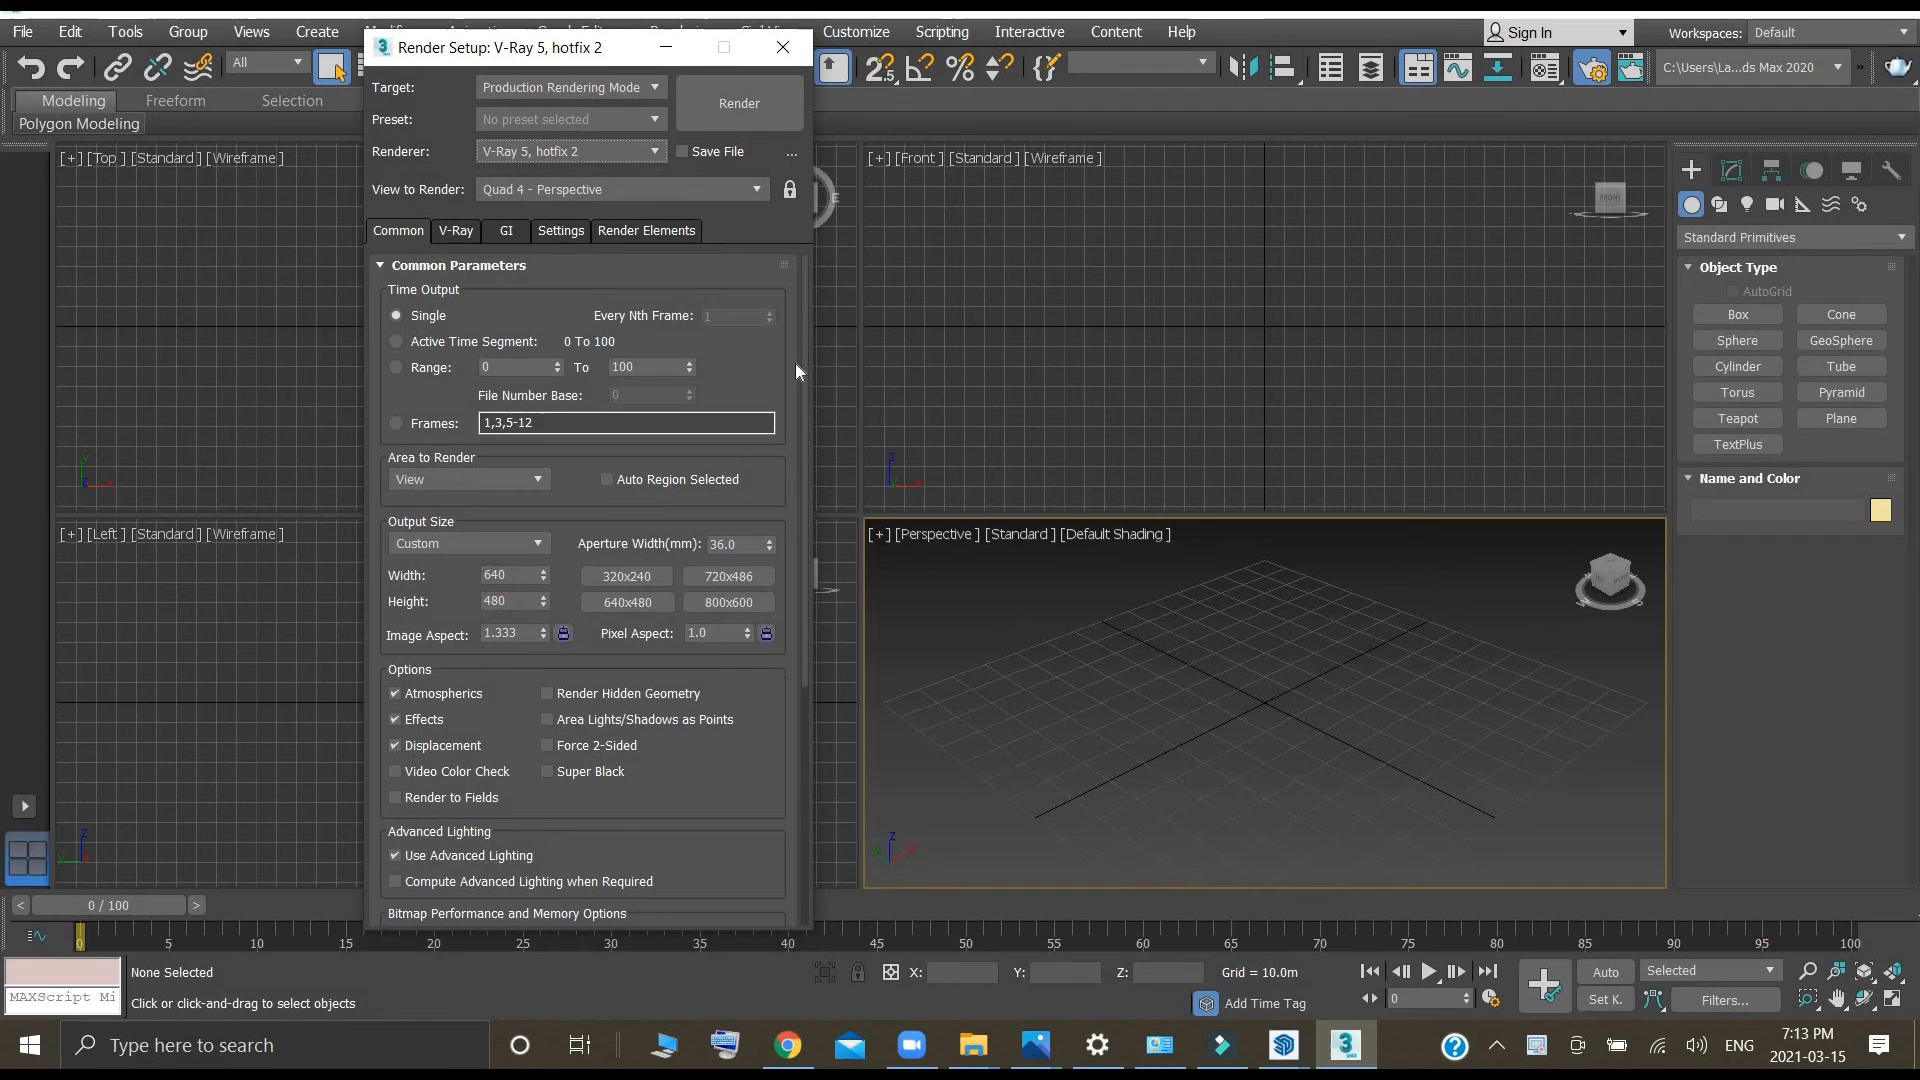 File Edit Tools Group Views Create Customize Scripting Interactive Content Help Sign In Workspaces: Default
Render Setup: V-Ray 5, hotfix 2
All
C:\Users\La...ds Max 2020
Modeling Freeform Selection
Polygon Modeling
Target: Production Rendering Mode
Render
Preset: No preset selected
Renderer: V-Ray 5, hotfix 2
Save File ...
View to Render: Quad 4 - Perspective
Common V-Ray GI Settings Render Elements
Common Parameters
Time Output
Single Every Nth Frame: 1
Active Time Segment: 0 To 100
Range: 0 To 100
File Number Base: 0
Frames: 1,3,5-12
Area to Render
View Auto Region Selected
Output Size
Custom Aperture Width(mm): 36.0
Width: 640 320x240 720x486
Height: 480 640x480 800x600
Image Aspect: 1.333 Pixel Aspect: 1.0
Options
Atmospherics Render Hidden Geometry
Effects Area Lights/Shadows as Points
Displacement Force 2-Sided
Video Color Check Super Black
Render to Fields
Advanced Lighting
Use Advanced Lighting
Compute Advanced Lighting when Required
Bitmap Performance and Memory Options
[+] [Top ] [Standard ] [Wireframe ]
[+] [Front ] [Standard ] [Wireframe ]
FRONT
[+] [Left ] [Standard ] [Wireframe ]
[+] [Perspective ] [Standard ] [Default Shading ]
Standard Primitives
Object Type
AutoGrid
Box Cone
Sphere GeoSphere
Cylinder Tube
Torus Pyramid
Teapot Plane
TextPlus
Name and Color
< 0 / 100 >
0 5 10 15 20 25 30 35 40 45 50 55 60 65 70 75 80 85 90 95 100
None Selected X: Y: Z: Grid = 10.0m Auto Selected
MAXScript Mi
Click or click-and-drag to select objects Add Time Tag 0 Set K. Filters...
Type here to search
ENG
7:13 PM
2021-03-15